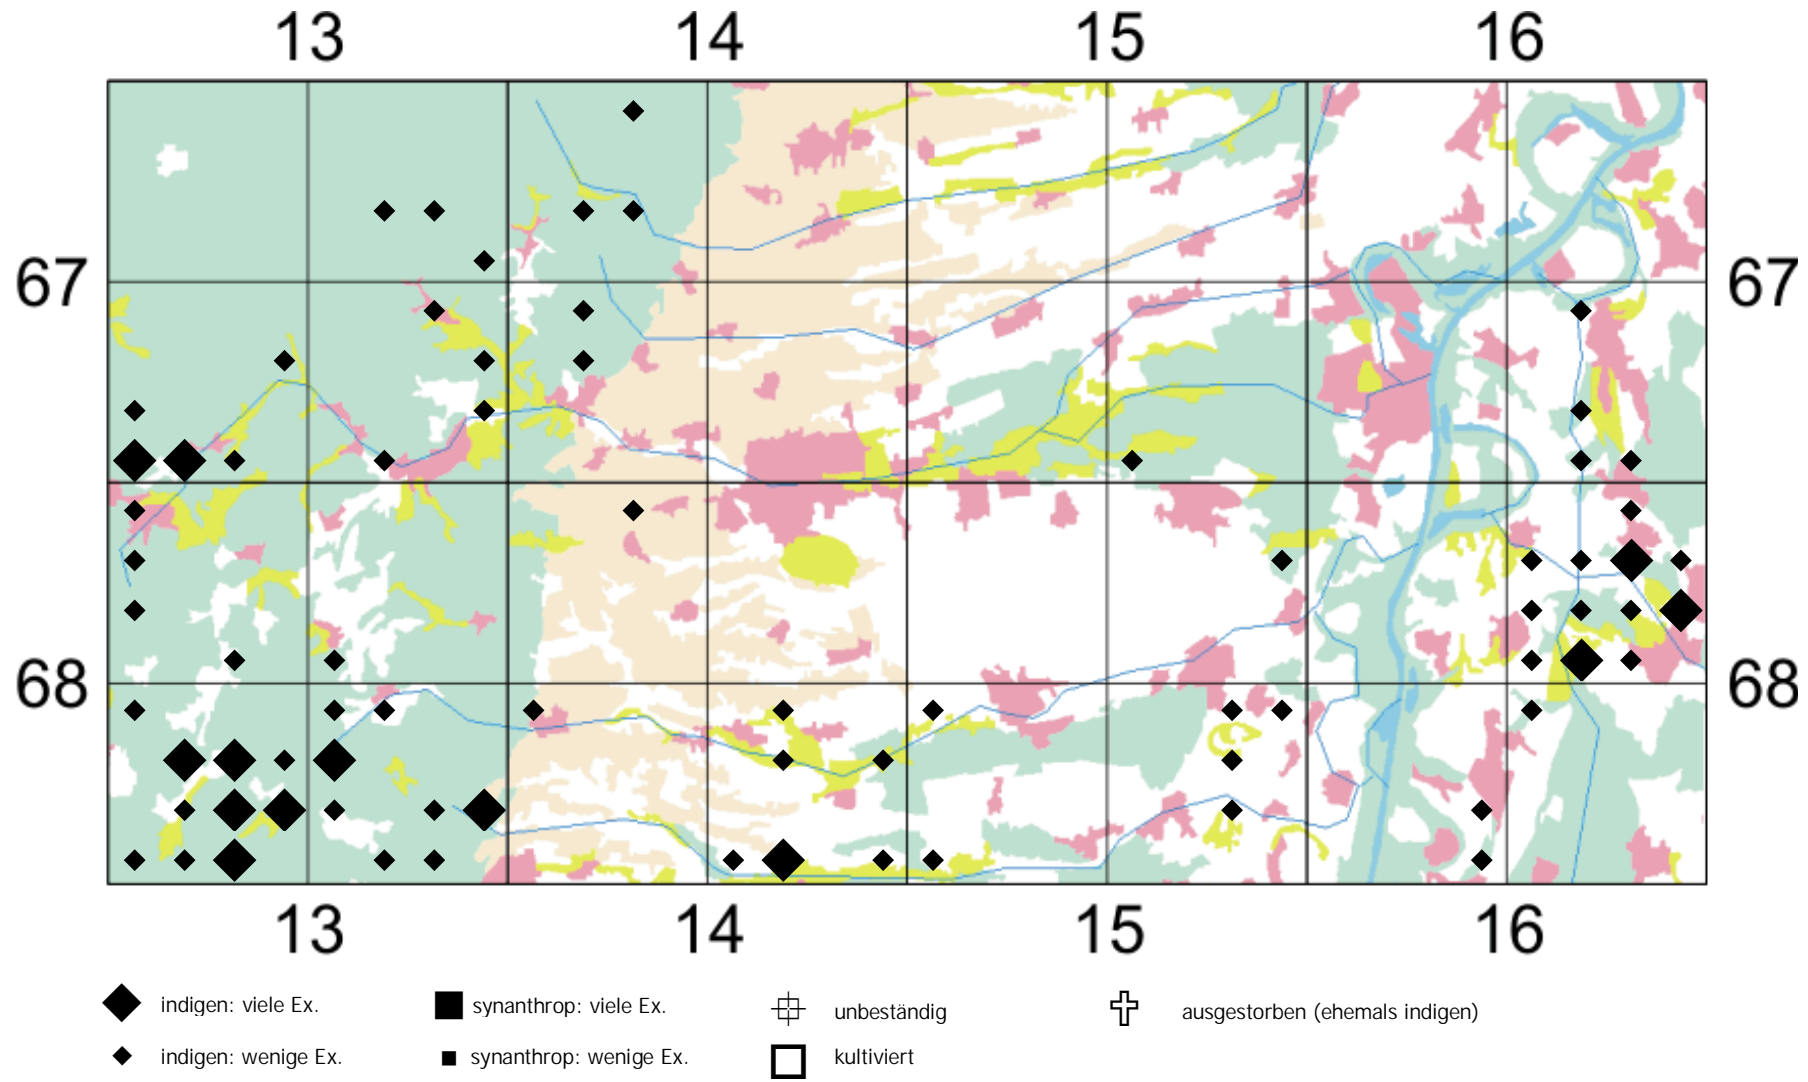 13 14 15 16
67 67
68 68
13 14 15 16
indigen: viele Ex. synanthrop: viele Ex. unbeständig ausgestorben (ehemals indigen)
indigen: wenige Ex. synanthrop: wenige Ex. kultiviert